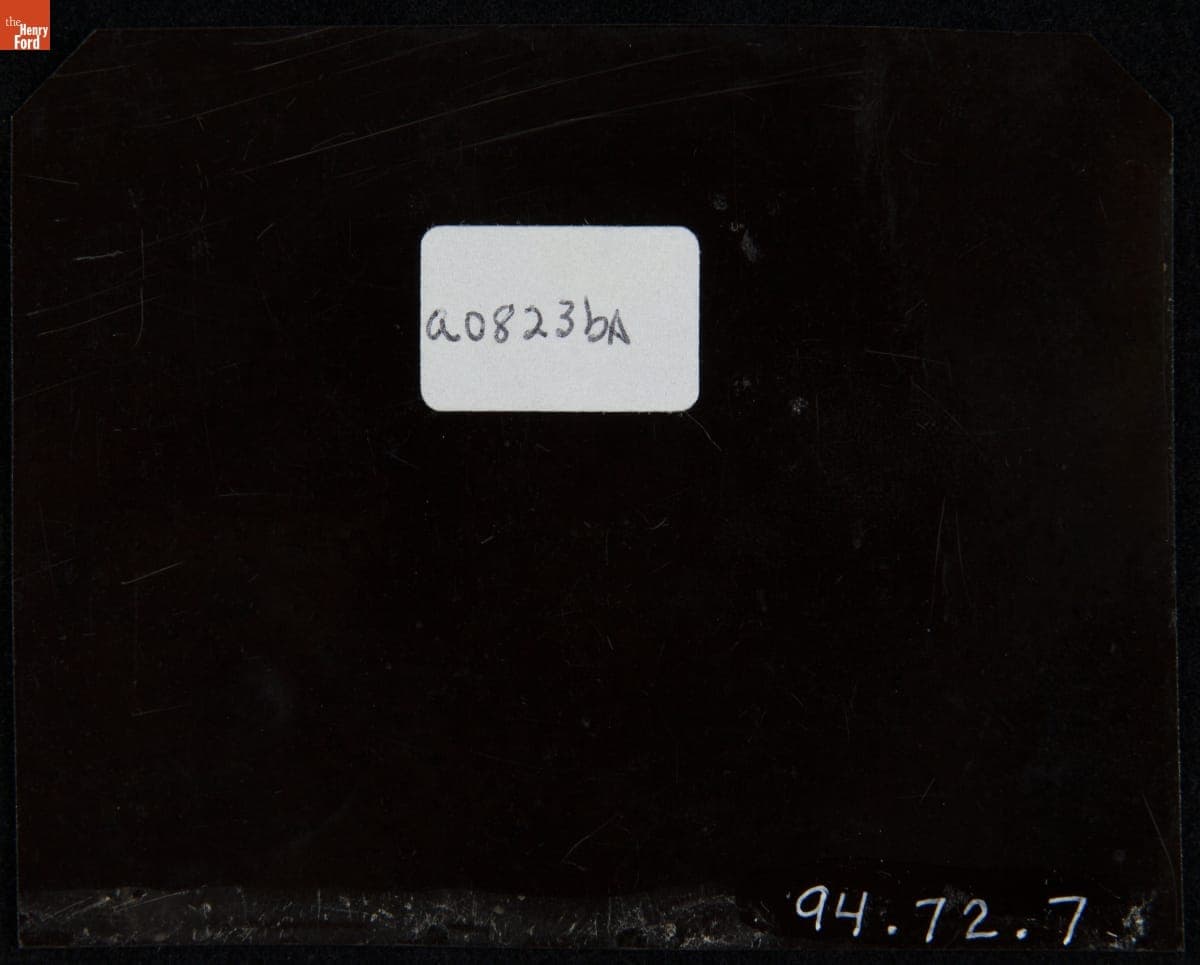 the
Henry
Ford
a0823bA
94.72.7